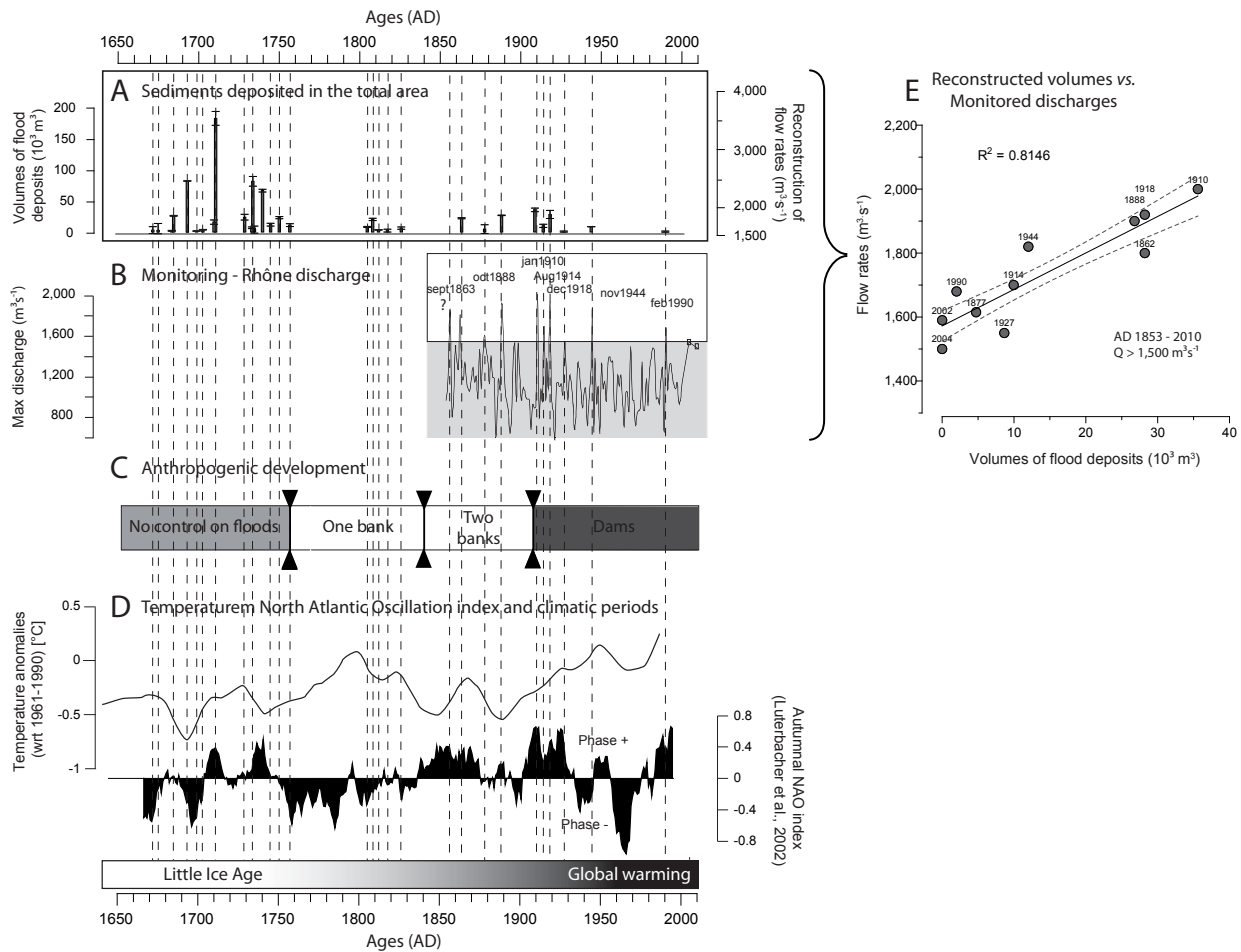 Ages (AD)
1650 1700 1750 1800 1850 1900 1950 2000
A Sediments deposited in the total area
Volumes of flood
deposits (10³ m³)
200
150
100
50
0
4,000
3,000
2,000
1,500
Reconstruction of
flow rates (m³s⁻¹)
B Monitoring - Rhône discharge
Max discharge (m³s⁻¹)
2,000
1,600
1,200
800
jan1910
odt1888
Aug1914
sept1863
dec1918
nov1944
feb1990
?
C Anthropogenic development
No control on floods
One bank
Two
banks
Dams
D Temperaturem North Atlantic Oscillation index and climatic periods
Temperature anomalies
(wrt 1961-1990) [°C]
0.5
0
-0.5
-1
Phase +
Phase -
0.8
0.4
0
-0.4
-0.8
Autumnal NAO index
(Luterbacher et al., 2002)
Little Ice Age
Global warming
1650 1700 1750 1800 1850 1900 1950 2000
Ages (AD)
E Reconstructed volumes vs.
Monitored discharges
2,200
2,000
1,800
1,600
1,400
Flow rates (m³s⁻¹)
R² = 0.8146
1910
1918
1888
1862
1944
1914
1990
1877
2002
1927
2004
AD 1853 - 2010
Q > 1,500 m³s⁻¹
0 10 20 30 40
Volumes of flood deposits (10³ m³)